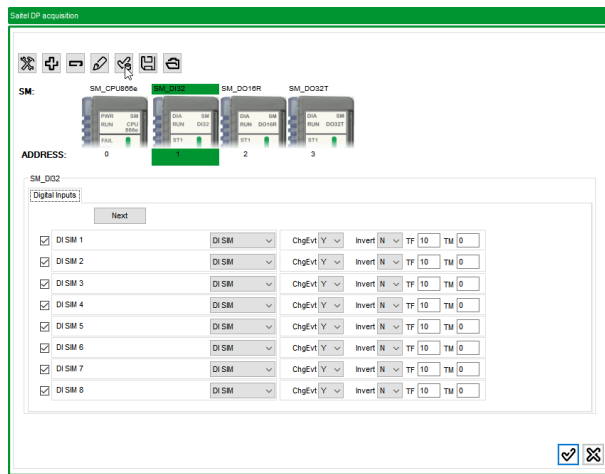 Saitel DP acquisition
SM: SM_CPU866e SM_DI32 SM_DO16R SM_DO32T
PWR SM DIA SM DIA SM DIA SM
RUN CPU RUN DI32 RUN DO16R RUN DO32T
866e
FAIL ST1 ST1 ST1
ADDRESS: 0 1 2 3
SM_DI32
Digital Inputs
Next
DI SIM 1 DI SIM ChgEvt Y Invert N TF 10 TM 0
DI SIM 2 DI SIM ChgEvt Y Invert N TF 10 TM 0
DI SIM 3 DI SIM ChgEvt Y Invert N TF 10 TM 0
DI SIM 4 DI SIM ChgEvt Y Invert N TF 10 TM 0
DI SIM 5 DI SIM ChgEvt Y Invert N TF 10 TM 0
DI SIM 6 DI SIM ChgEvt Y Invert N TF 10 TM 0
DI SIM 7 DI SIM ChgEvt Y Invert N TF 10 TM 0
DI SIM 8 DI SIM ChgEvt Y Invert N TF 10 TM 0